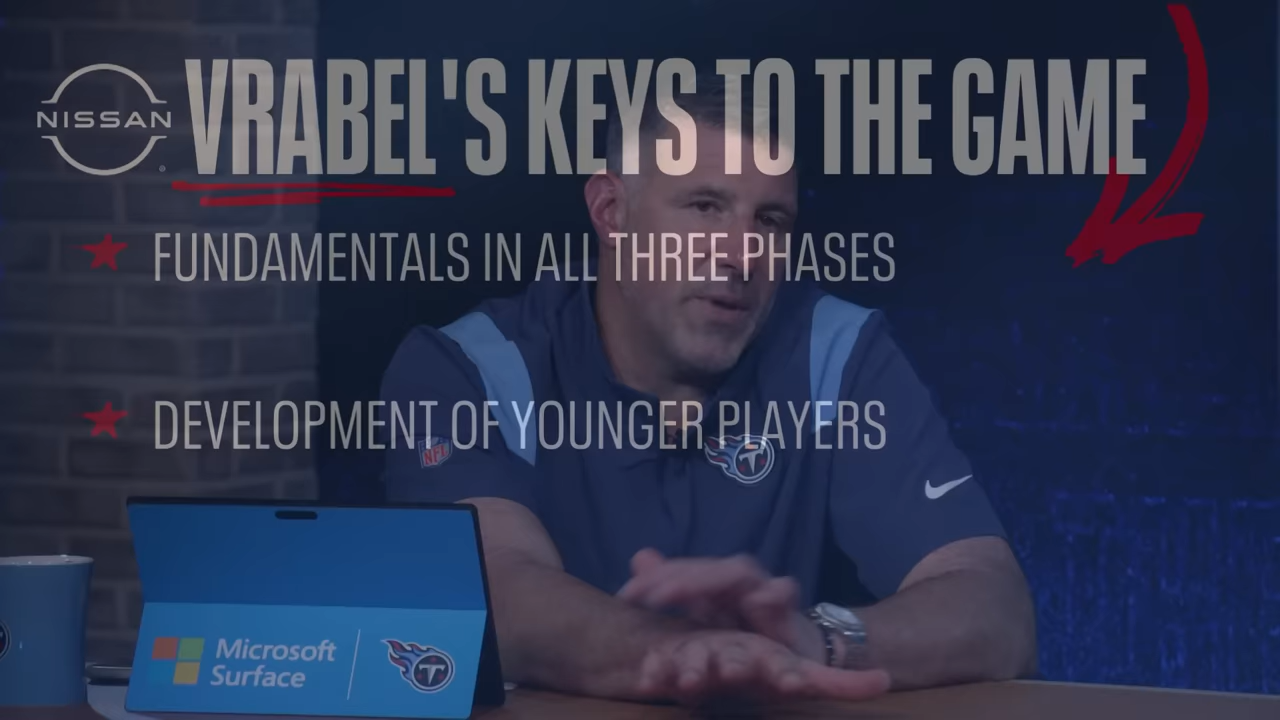 NISSAN
VRABEL'S KEYS TO THE GAME
FUNDAMENTALS IN ALL THREE PHASES
DEVELOPMENT OF YOUNGER PLAYERS
NFL
T
Microsoft
Surface
T